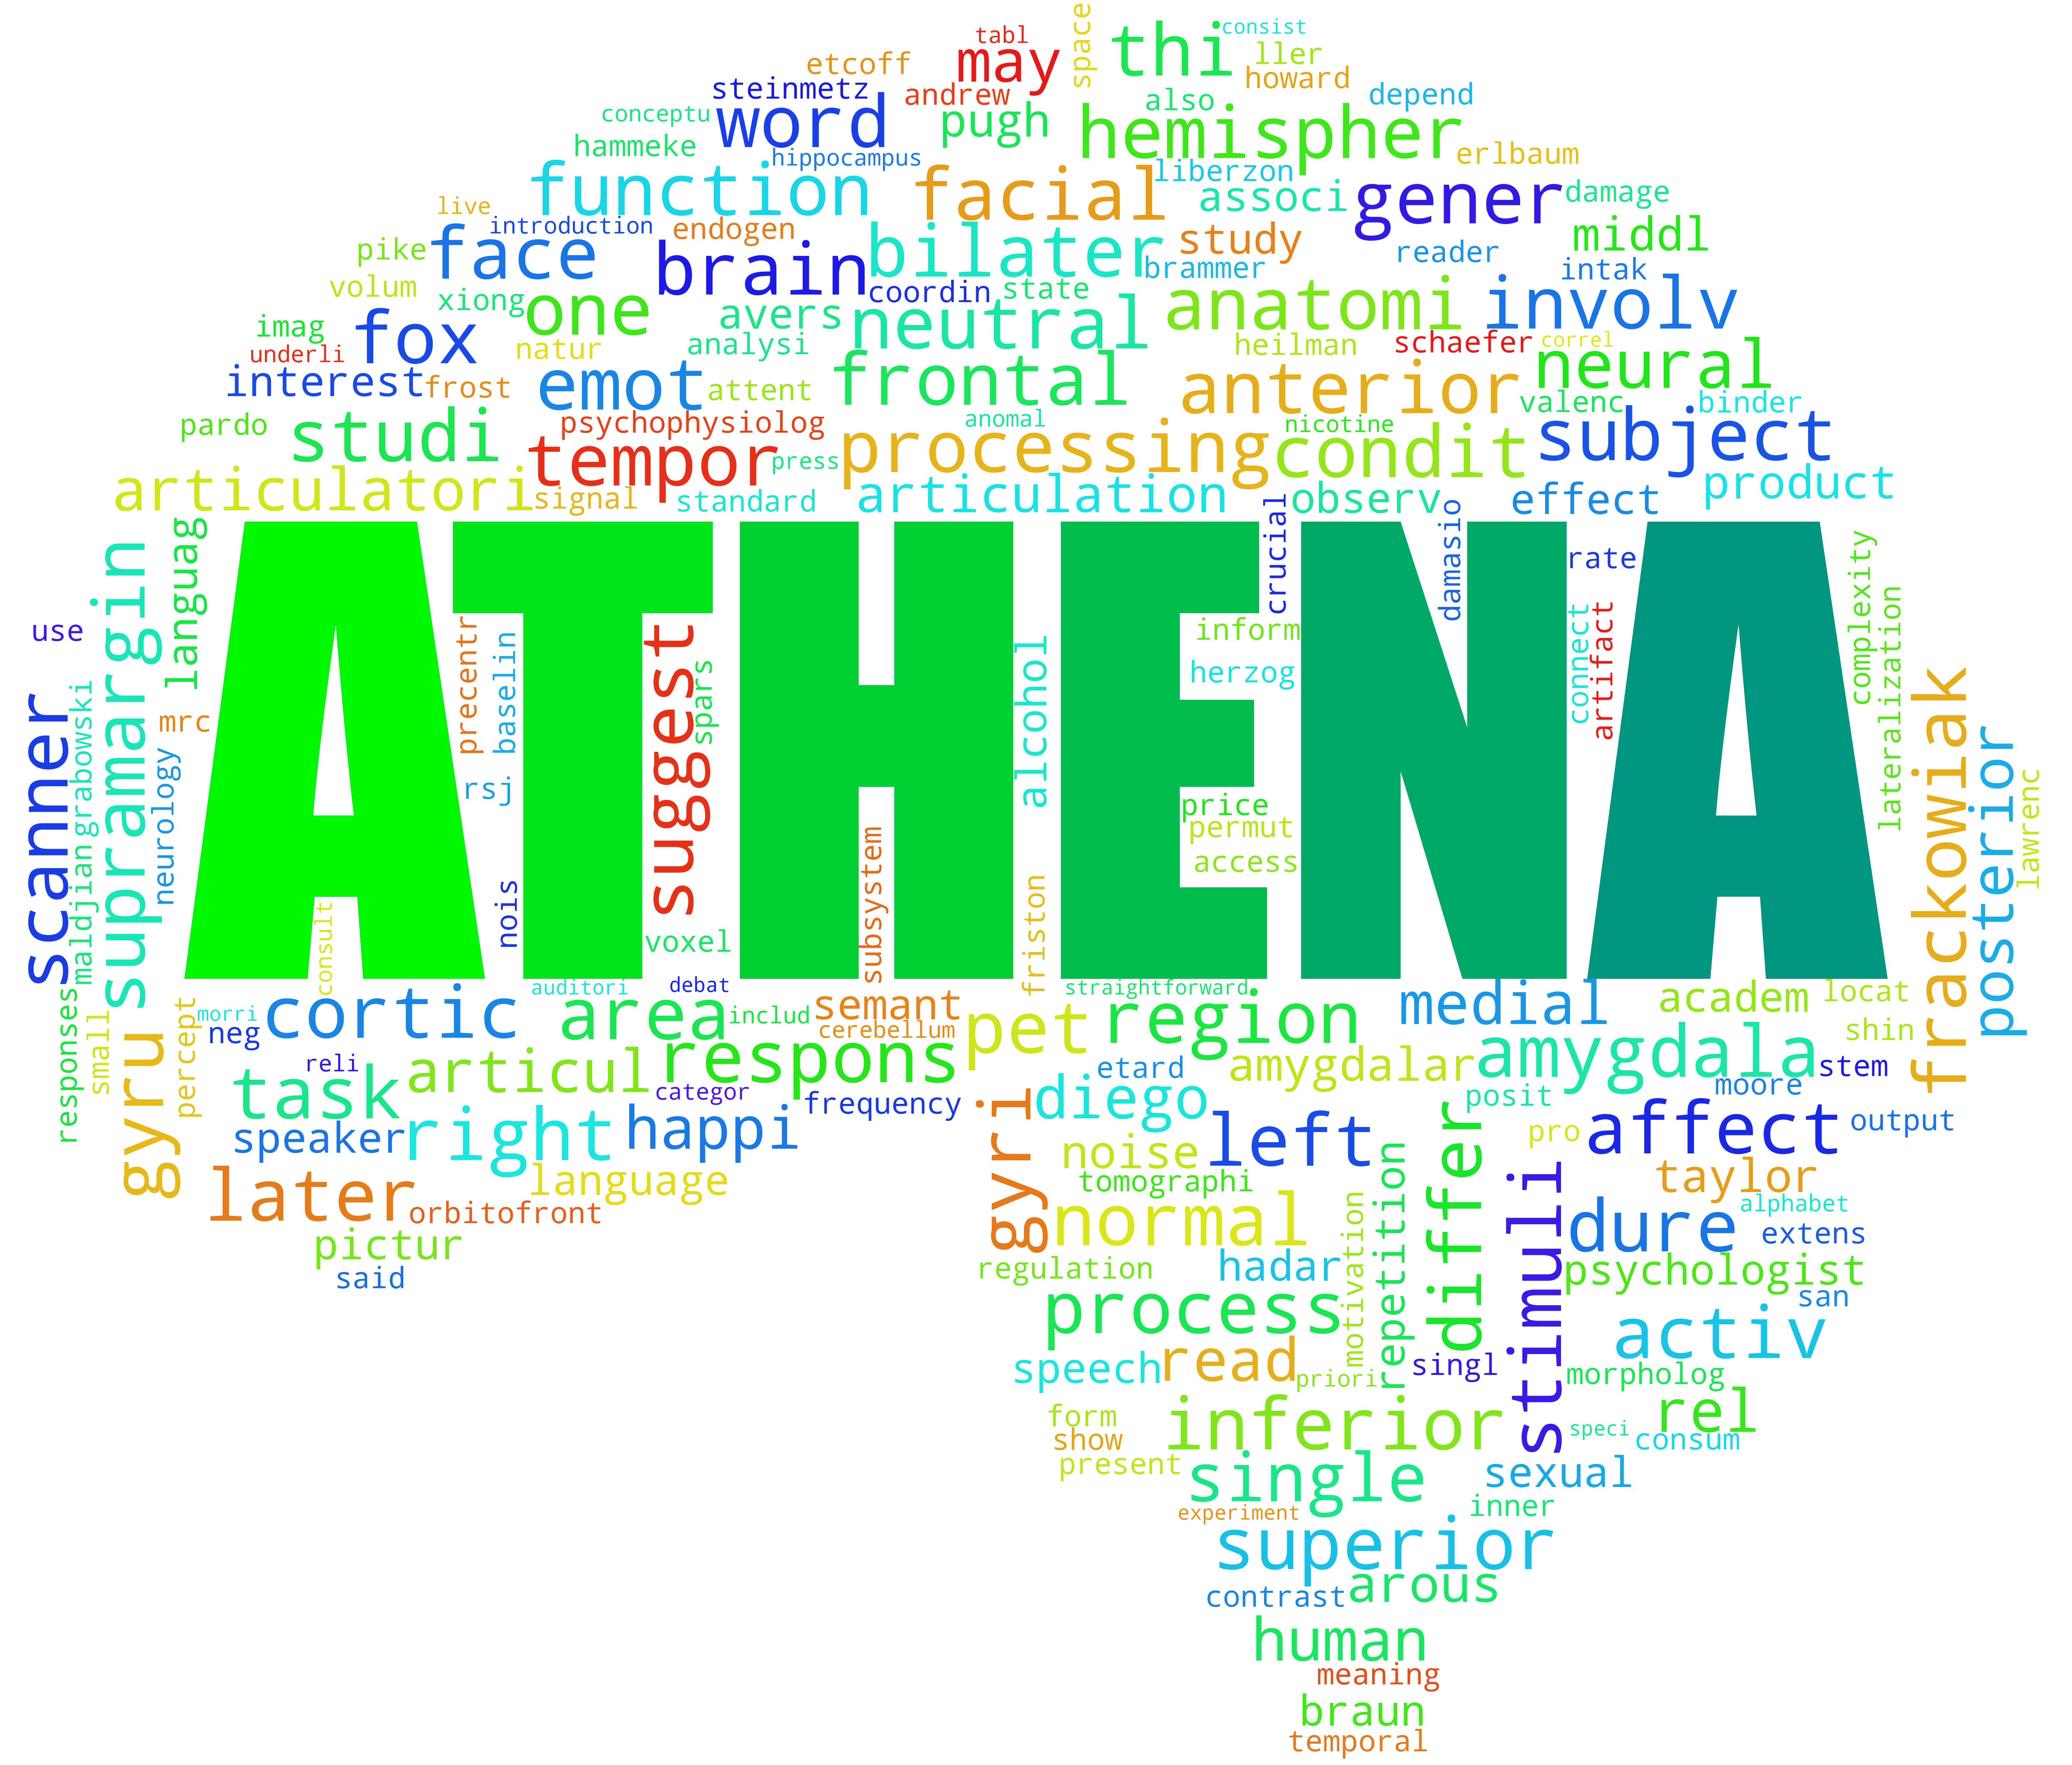 tabl
may
space
thi
consist
ller
howard
etcoff
steinmetz
andrew
also
depend
conceptu
word
pugh
hemispher
erlbaum
hammeke
hippocampus
function
facial
liberzon
associ
gener
damage
live
introduction
endogen
bilater
study
reader
middl
pike
face
brain
brammer
intak
volum
xiong
one
coordin
state
anatomi
involv
imag
fox
avers
neutral
underli
natur
analysi
heilman
schaefer
correl
neural
interest
frost
emot
attent
frontal
anterior
valenc
binder
pardo
studi
psychophysiolog
anomal
nicotine
subject
tempor
press
processing
condit
articulatori
signal
standard
articulation
observ
effect
product
languag
supramargin
crucial
damasio
rate
complexity
use
ATHENA
precentr
baselin
suggest
spars
alcohol
inform
herzog
connect
artifact
lateralization
scanner
grabowski
maldjian
mrc
neurology
rsj
price
permut
access
frackowiak
posterior
lawrenc
nois
consult
voxel
subsystem
friston
responses
small
gyru
percept
morri
neg
cortic
auditori
area
debat
includ
semant
cerebellum
pet
straightforward
region
medial
academ
locat
shin
reli
task
articul
respons
categor
frequency
etard
amygdalar
amygdala
stem
moore
posit
speaker
right
happi
gyri
diego
left
pro
affect
output
noise
tomographi
later
language
orbitofront
normal
taylor
alphabet
dure
extens
pictur
said
regulation
hadar
motivation
repetition
differ
stimuli
psychologist
san
process
activ
speech
read
priori
singl
morpholog
rel
form
show
inferior
speci
consum
present
single
sexual
inner
experiment
superior
contrast
arous
human
meaning
braun
temporal